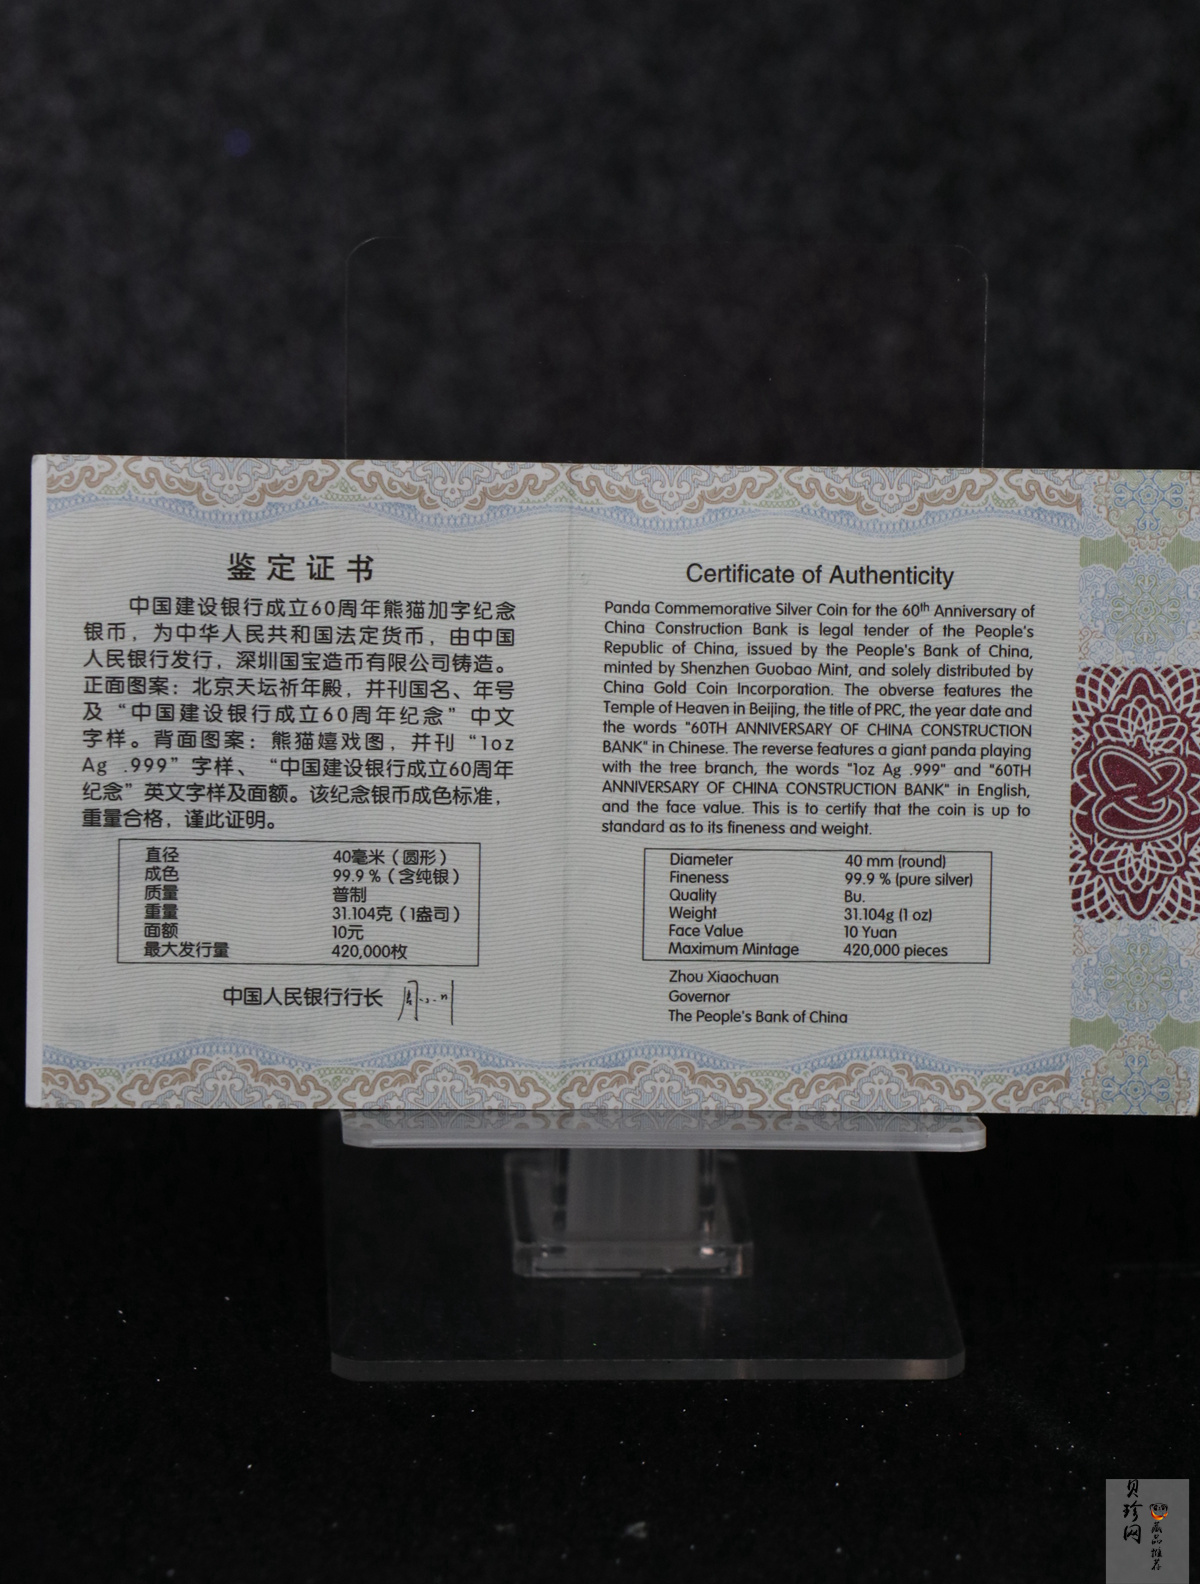 鉴定证书
中国建设银行成立60周年熊猫加字纪念
银币，为中华人民共和国法定货币，由中国
人民银行发行，深圳国宝造币有限公司铸造。
正面图案：北京天坛祈年殿，并刊国名、年号
及“中国建设银行成立60周年纪念”中文
字样。背面图案：熊猫嬉戏图，并刊“1oz
Ag .999”字样、“中国建设银行成立60周年
纪念”英文字样及面额。该纪念银币成色标准，
重量合格，谨此证明。
直径 40毫米（圆形）
成色 99.9％（含纯银）
质量 普制
重量 31.104克（1盎司）
面额 10元
最大发行量 420,000枚
中国人民银行行长
Certificate of Authenticity
Panda Commemorative Silver Coin for the 60th Anniversary of
China Construction Bank is legal tender of the People's
Republic of China, issued by the People's Bank of China,
minted by Shenzhen Guobao Mint, and solely distributed by
China Gold Coin Incorporation. The obverse features the
Temple of Heaven in Beijing, the title of PRC, the year date and
the words "60TH ANNIVERSARY OF CHINA CONSTRUCTION
BANK" in Chinese. The reverse features a giant panda playing
with the tree branch, the words "1oz Ag .999" and "60TH
ANNIVERSARY OF CHINA CONSTRUCTION BANK" in English,
and the face value. This is to certify that the coin is up to
standard as to its fineness and weight.
Diameter 40 mm (round)
Fineness 99.9 % (pure silver)
Quality Bu.
Weight 31.104g (1 oz)
Face Value 10 Yuan
Maximum Mintage 420,000 pieces
Zhou Xiaochuan
Governor
The People's Bank of China
贝珍网
藏品推荐